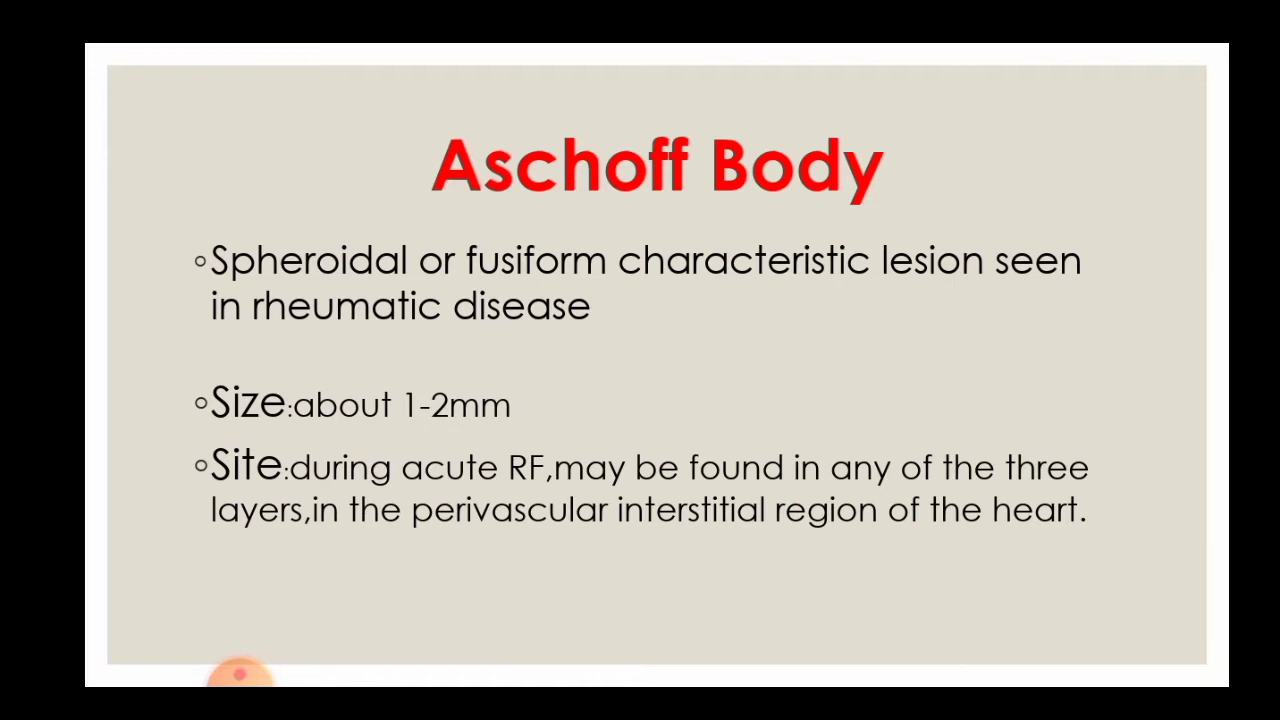 Aschoff Body
◦Spheroidal or fusiform characteristic lesion seen
in rheumatic disease
◦Size:about 1-2mm
◦Site:during acute RF,may be found in any of the three
layers,in the perivascular interstitial region of the heart.